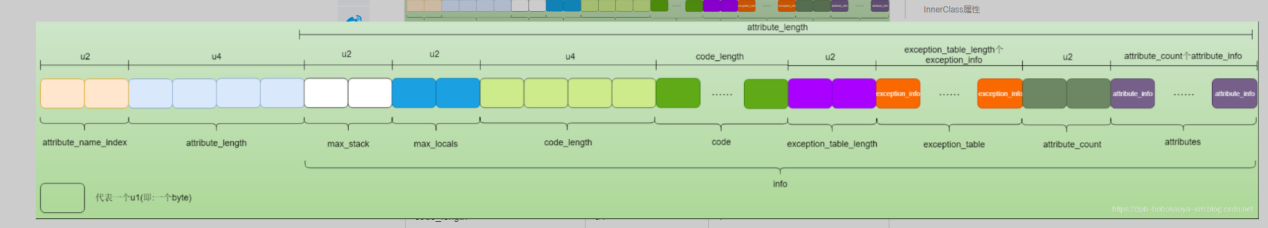 InnerClass属性
attribute_length
u2 u4 u2 u2 u4 code_length u2 exception_table_length个 exception_info u2 attribute_count个attribute_info
exception_info ...... exception_info attribute_info ...... attribute_info
......
attribute_name_index attribute_length max_stack max_locals code_length code exception_table_length exception_table attribute_count attributes
info
代表一个u1(即:一个byte)